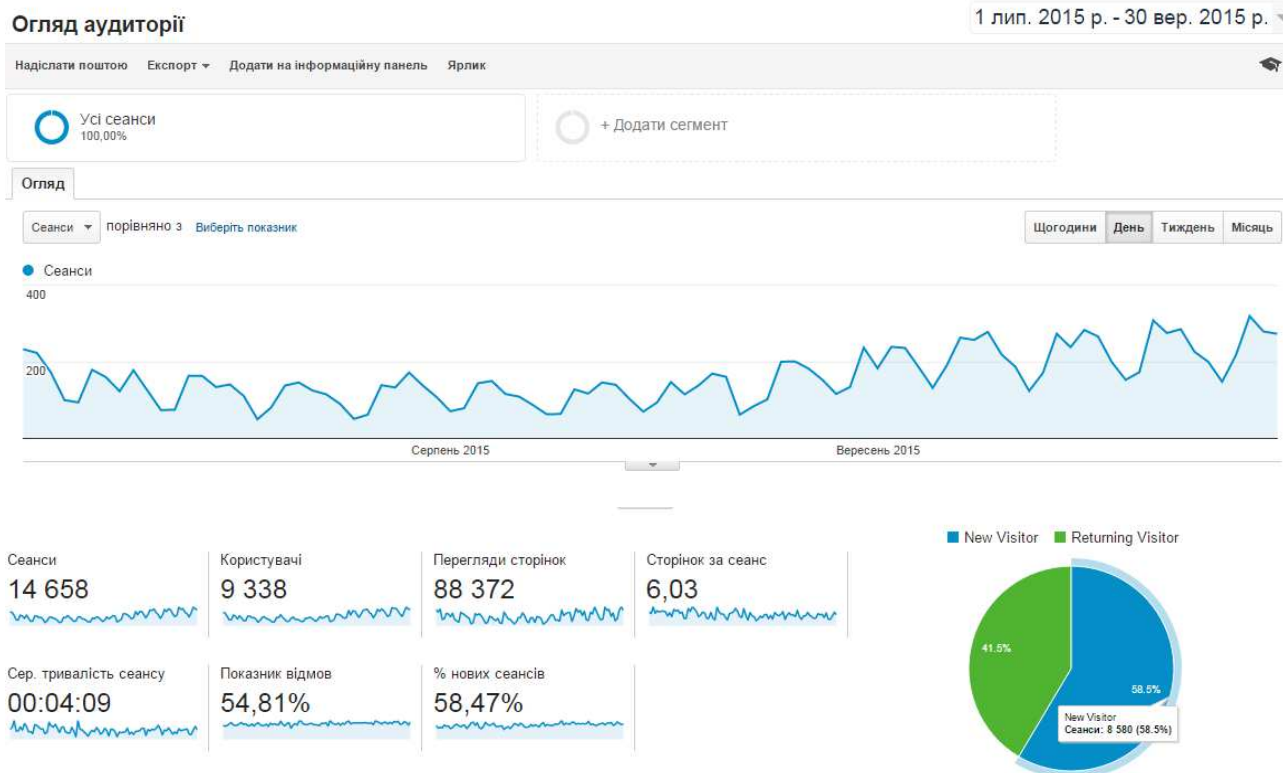 Огляд аудиторії
1 лип. 2015 р. - 30 вер. 2015 р.
Надіслати поштою Експорт Додати на інформаційну панель Ярлик
Усі сеанси
100,00%
+ Додати сегмент
Огляд
Сеанси порівняно з Виберіть показник
Щогодини День Тиждень Місяць
Сеанси
400
200
Серпень 2015 Вересень 2015
New Visitor Returning Visitor
Сеанси Користувачі Перегляди сторінок Сторінок за сеанс
14 658 9 338 88 372 6,03
Сер. тривалість сеансу Показник відмов % нових сеансів
00:04:09 54,81% 58,47%
41.5%
58.5%
New Visitor
Сеанси: 8 580 (58.5%)